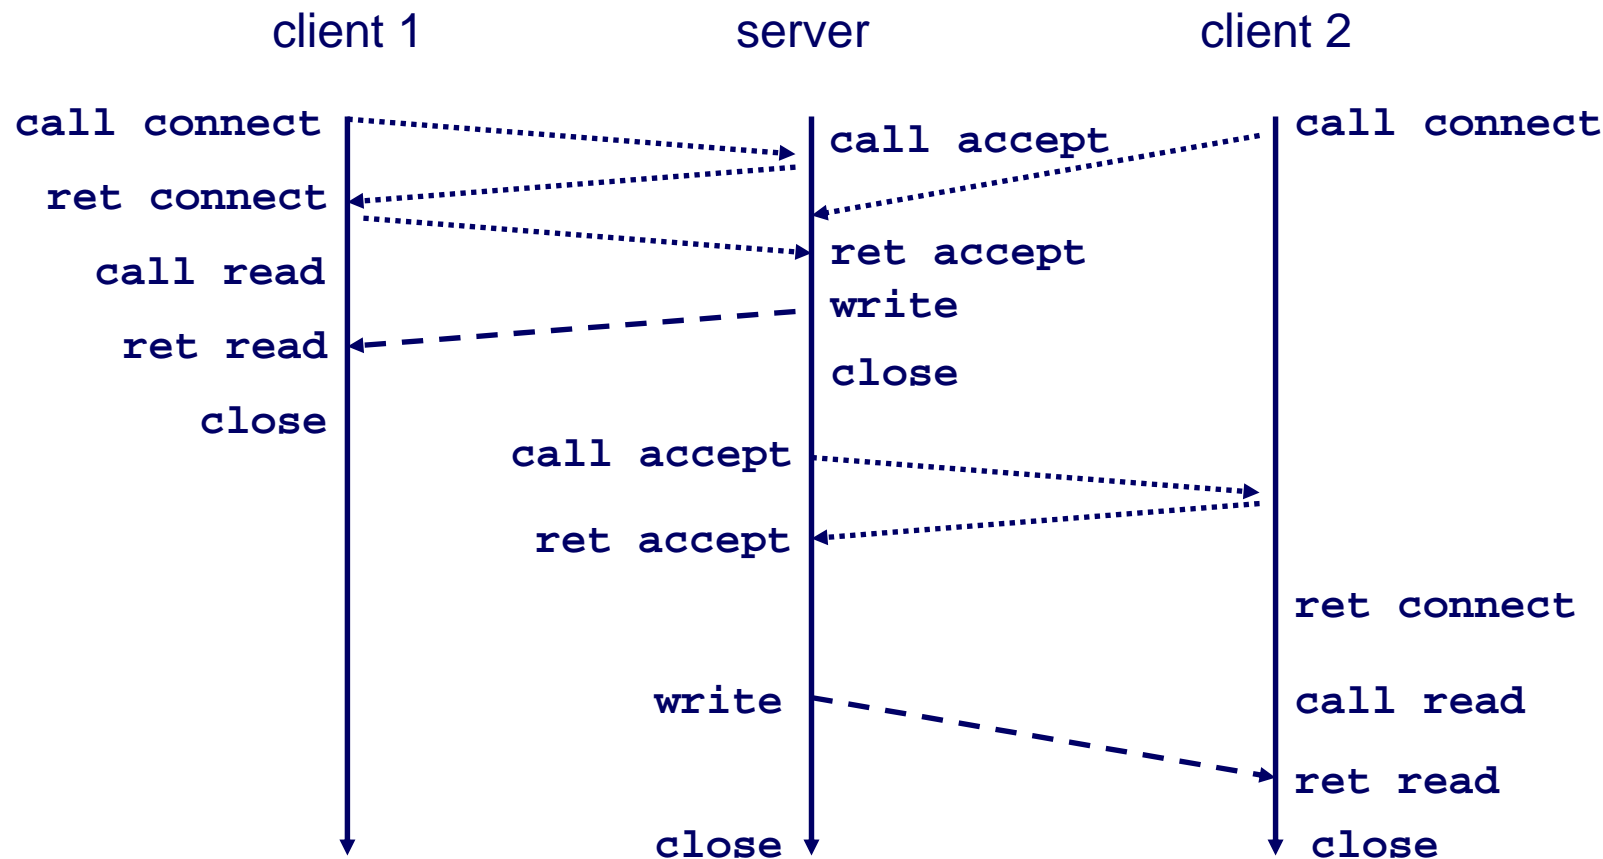 client 1
server
client 2
call connect
call accept
call connect
ret connect
ret accept
call read
write
ret read
close
close
call accept
ret accept
ret connect
write
call read
ret read
close
close